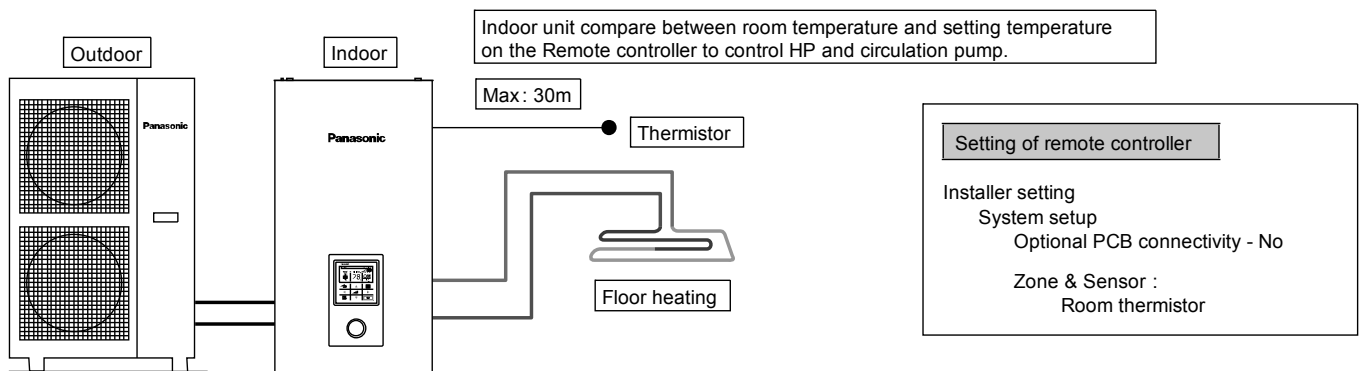 Indoor unit compare between room temperature and setting temperature
on the Remote controller to control HP and circulation pump.
Outdoor
Indoor
Max : 30m
Panasonic
Panasonic
Thermistor
Floor heating
Setting of remote controller
Installer setting
System setup
Optional PCB connectivity - No
Zone & Sensor :
Room thermistor